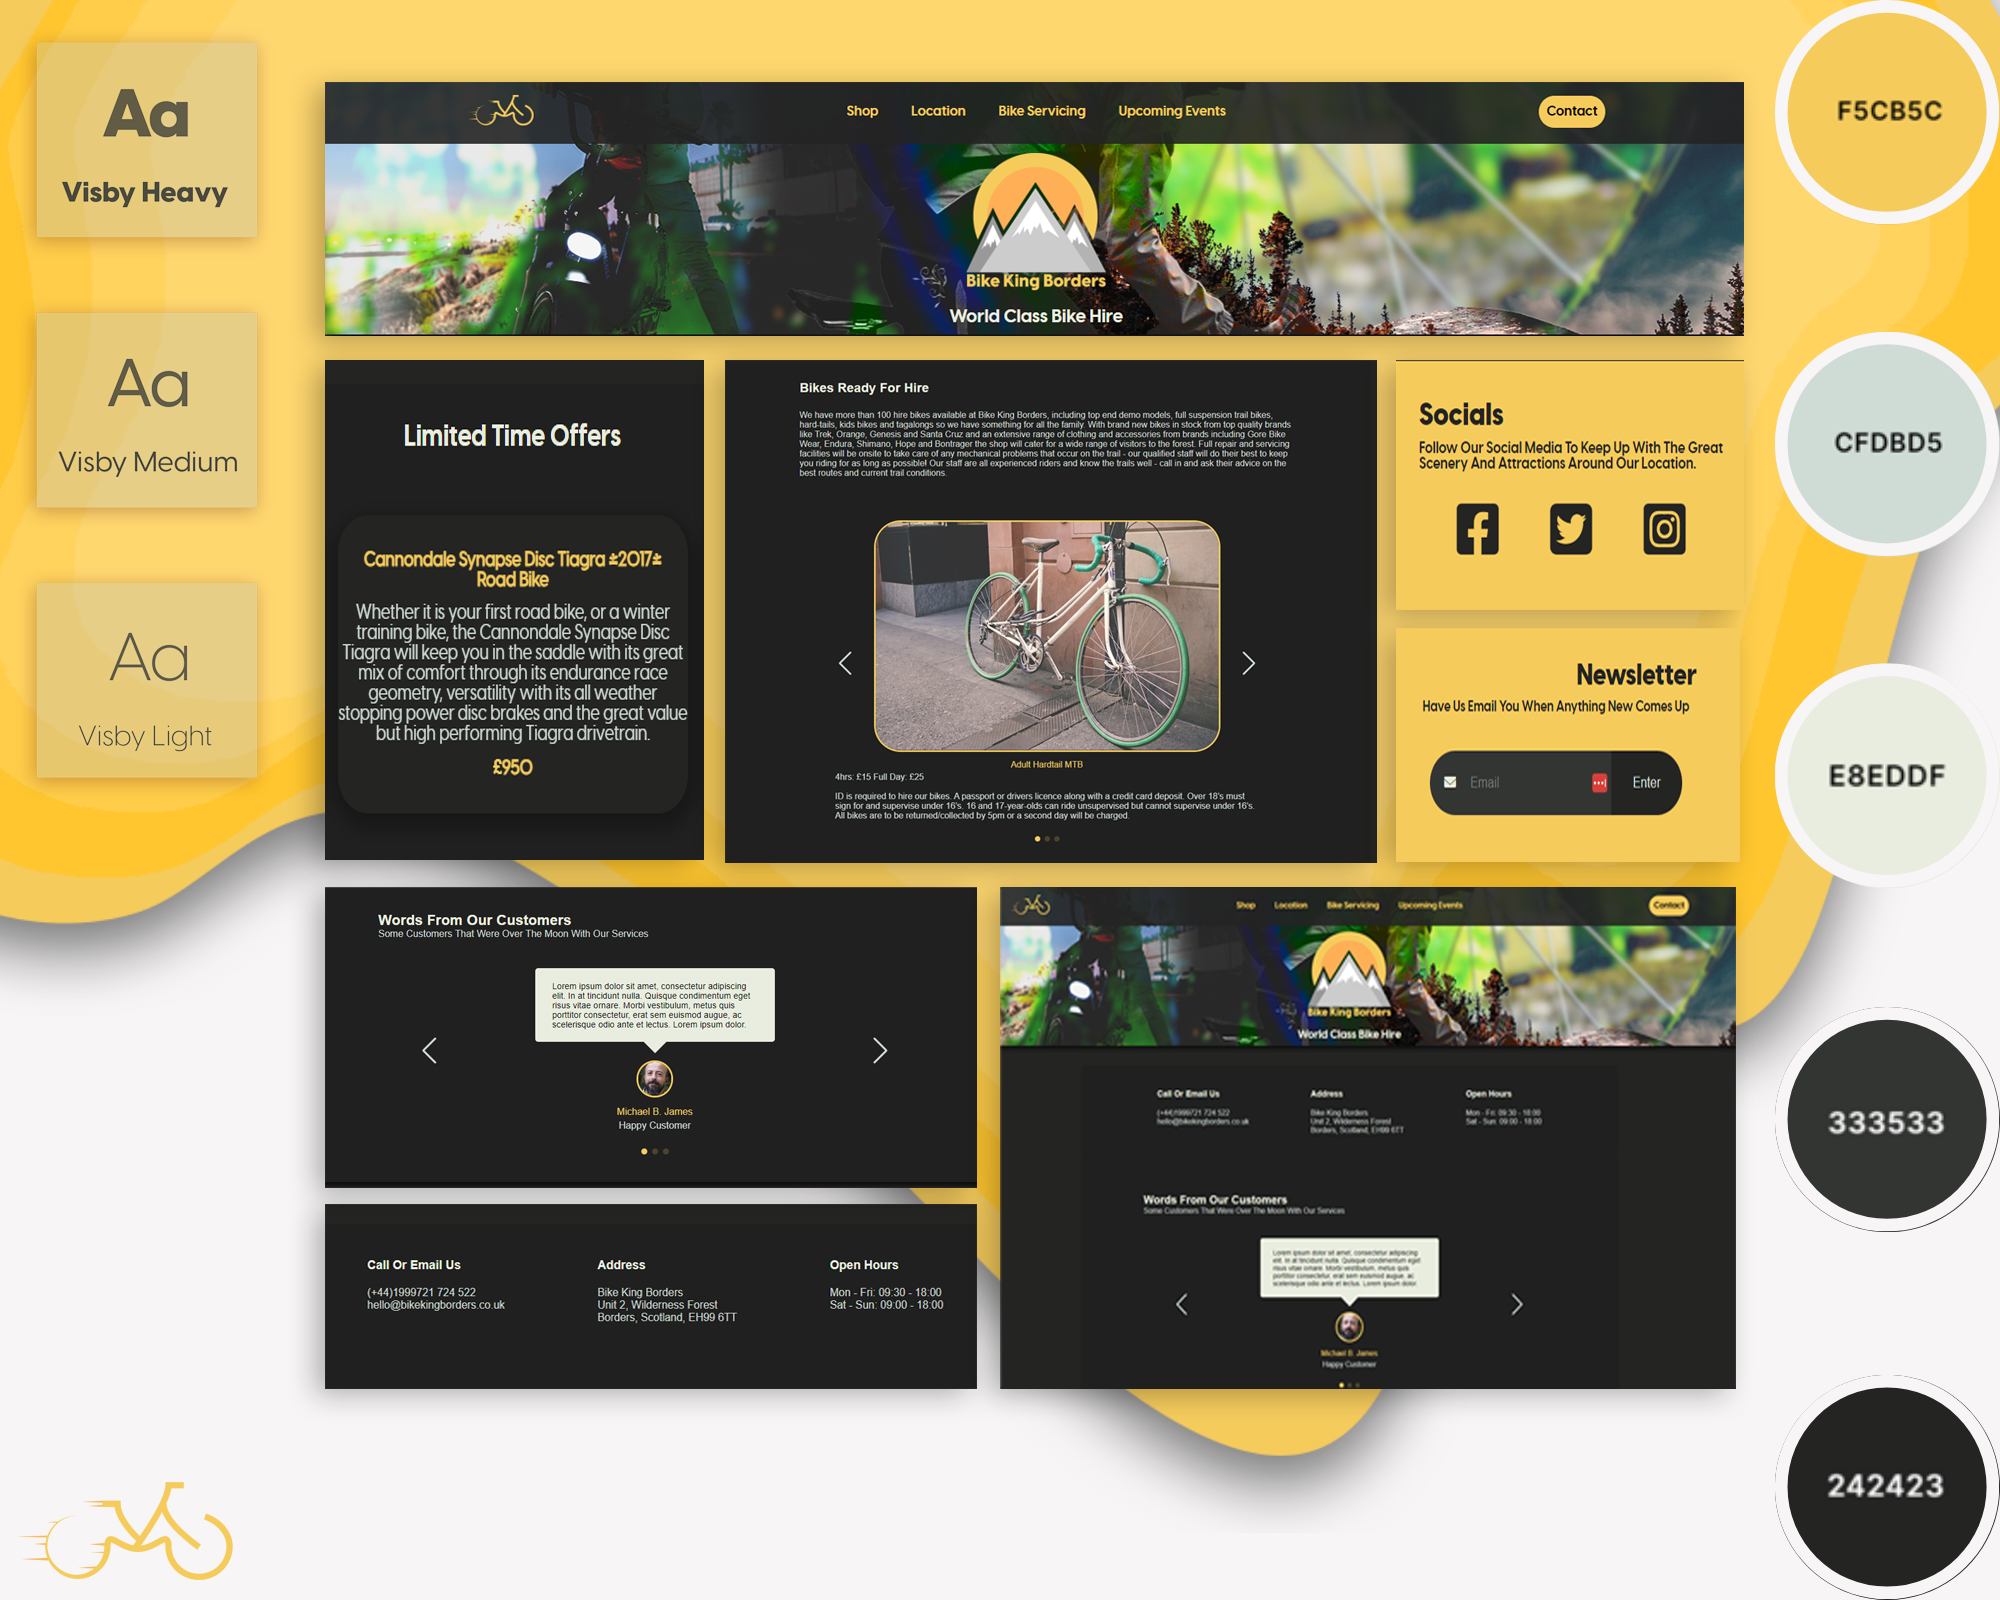 Aa
Visby Heavy
Aa
Visby Medium
Aa
Visby Light
Shop Location Bike Servicing Upcoming Events Contact
Bike King Borders
World Class Bike Hire
Limited Time Offers
Cannondale Synapse Disc Tiagra ±2017±
Road Bike
Whether it is your first road bike, or a winter
training bike, the Cannondale Synapse Disc
Tiagra will keep you in the saddle with its great
mix of comfort through its endurance race
geometry, versatility with its all weather
stopping power disc brakes and the great value
but high performing Tiagra drivetrain.
£950
Bikes Ready For Hire
We have more than 100 hire bikes available at Bike King Borders, including top end demo models, full suspension trail bikes,
hard-tails, kids bikes and tagalongs so we have something for all the family. With brand new bikes in stock from top quality brands
like Trek, Orange, Genesis and Santa Cruz and an extensive range of clothing and accessories from brands including Gore Bike
Wear, Endura, Shimano, Hope and Bontrager the shop will cater for a wide range of visitors to the forest. Full repair and servicing
facilities will be onsite to take care of any mechanical problems that occur on the trail - our qualified staff will do their best to keep
you riding for as long as possible! Our staff are all experienced riders and know the trails well - call in and ask their advice on the
best routes and current trail conditions.
Adult Hardtail MTB
4hrs: £15 Full Day: £25
ID is required to hire our bikes. A passport or drivers licence along with a credit card deposit. Over 18's must
sign for and supervise under 16's. 16 and 17-year-olds can ride unsupervised but cannot supervise under 16's.
All bikes are to be returned/collected by 5pm or a second day will be charged.
Socials
Follow Our Social Media To Keep Up With The Great
Scenery And Attractions Around Our Location.
Newsletter
Have Us Email You When Anything New Comes Up
Email Enter
Words From Our Customers
Some Customers That Were Over The Moon With Our Services
Lorem ipsum dolor sit amet, consectetur adipiscing
elit. In at tincidunt nulla. Quisque condimentum eget
risus vitae ornare. Morbi vestibulum, metus quis
porttitor consectetur, erat sem euismod augue, ac
scelerisque odio ante et lectus. Lorem ipsum dolor.
Michael B. James
Happy Customer
Call Or Email Us
(+44)1999721 724 522
hello@bikekingborders.co.uk
Address
Bike King Borders
Unit 2, Wilderness Forest
Borders, Scotland, EH99 6TT
Open Hours
Mon - Fri: 09:30 - 18:00
Sat - Sun: 09:00 - 18:00
Shop Location Bike Servicing Upcoming Events Contact
Bike King Borders
World Class Bike Hire
Call Or Email Us
(+44)1999721 724 522
hello@bikekingborders.co.uk
Address
Bike King Borders
Unit 2, Wilderness Forest
Borders, Scotland, EH99 6TT
Open Hours
Mon - Fri: 09:30 - 18:00
Sat - Sun: 09:00 - 18:00
Words From Our Customers
Some Customers That Were Over The Moon With Our Services
Lorem ipsum dolor sit amet, consectetur adipiscing
elit. In at tincidunt nulla. Quisque condimentum eget
risus vitae ornare. Morbi vestibulum, metus quis
porttitor consectetur, erat sem euismod augue, ac
scelerisque odio ante et lectus. Lorem ipsum dolor.
Michael B. James
Happy Customer
F5CB5C
CFDBD5
E8EDDF
333533
242423